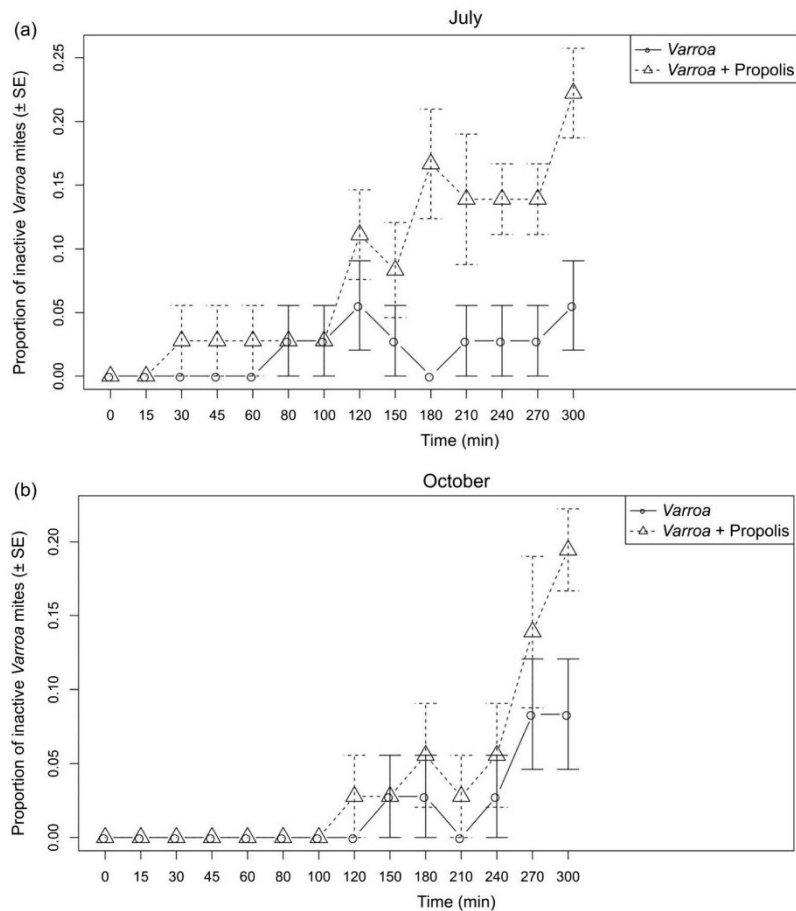 (a)
July
Varroa
Varroa + Propolis
Proportion of inactive Varroa mites (± SE)
0.25
0.20
0.15
0.10
0.05
0.00
0 15 30 45 60 80 100 120 150 180 210 240 270 300
Time (min)
(b)
October
Varroa
Varroa + Propolis
Proportion of inactive Varroa mites (± SE)
0.20
0.15
0.10
0.05
0.00
0 15 30 45 60 80 100 120 150 180 210 240 270 300
Time (min)